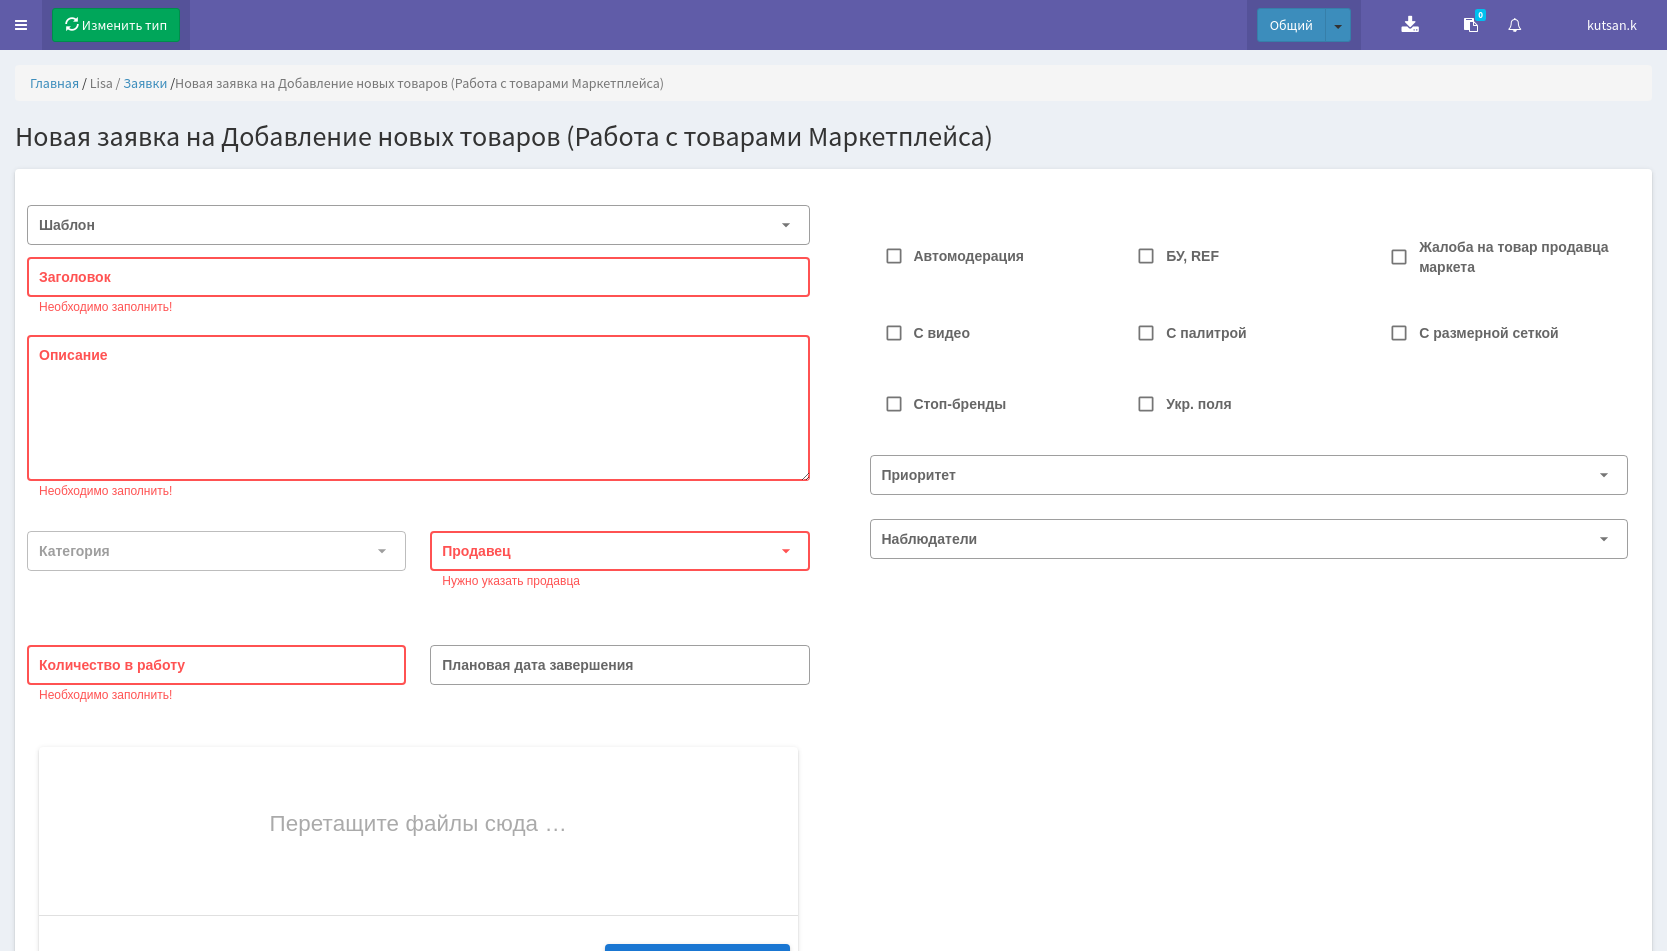 Изменить тип
Общий
0
kutsan.k
Главная / Lisa / Заявки /Новая заявка на Добавление новых товаров (Работа с товарами Маркетплейса)
Новая заявка на Добавление новых товаров (Работа с товарами Маркетплейса)
Шаблон
Заголовок
Необходимо заполнить!
Описание
Необходимо заполнить!
Категория
Продавец
Нужно указать продавца
Количество в работу
Необходимо заполнить!
Плановая дата завершения
Перетащите файлы сюда …
Автомодерация
БУ, REF
Жалоба на товар продавца
маркета
С видео
С палитрой
С размерной сеткой
Стоп-бренды
Укр. поля
Приоритет
Наблюдатели